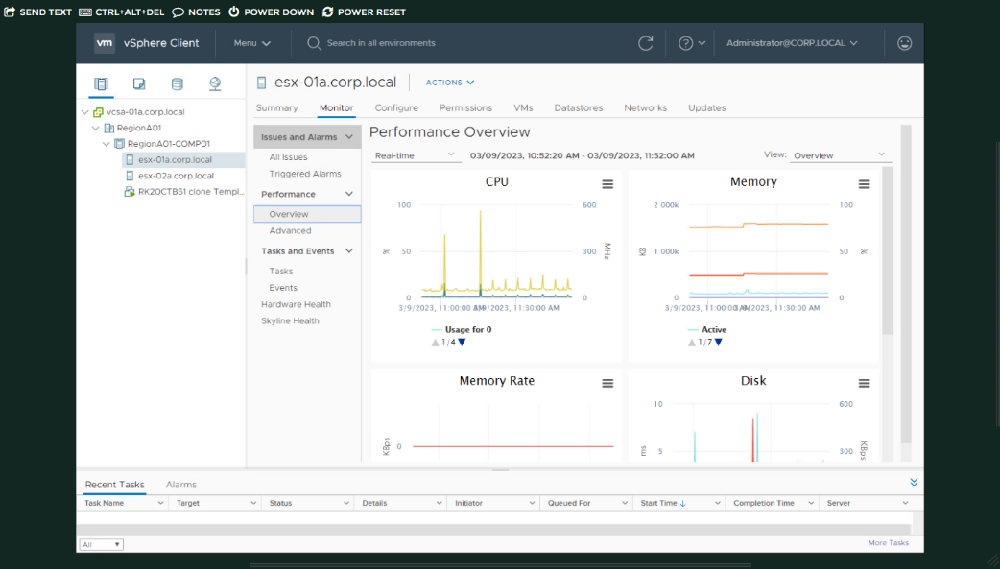 SEND TEXT CTRL+ALT+DEL NOTES POWER DOWN POWER RESET
vm vSphere Client Menu Search in all environments Administrator@CORP.LOCAL
vcsa-01a.corp.local
RegionA01
RegionA01-COMP01
esx-01a.corp.local
esx-02a.corp.local
RK20CTB51 clone Templ...
esx-01a.corp.local ACTIONS
Summary Monitor Configure Permissions VMs Datastores Networks Updates
Issues and Alarms
All Issues
Triggered Alarms
Performance
Overview
Advanced
Tasks and Events
Tasks
Events
Hardware Health
Skyline Health
Performance Overview
Real-time 03/09/2023, 10:52:20 AM - 03/09/2023, 11:52:00 AM View: Overview
CPU
100 600
% 50 300 MHz
0 0
3/9/2023, 11:00:00 AM 3/9/2023, 11:30:00 AM
Usage for 0
1/4
Memory
2 000k 100
KB 1 000k 50 %
0 0
3/9/2023, 11:00:00 AM 3/9/2023, 11:30:00 AM
Active
1/7
Memory Rate
KBps 0
Disk
10 600
ms 5 300 KBps
Recent Tasks Alarms
Task Name Target Status Details Initiator Queued For Start Time ↓ Completion Time Server
All More Tasks